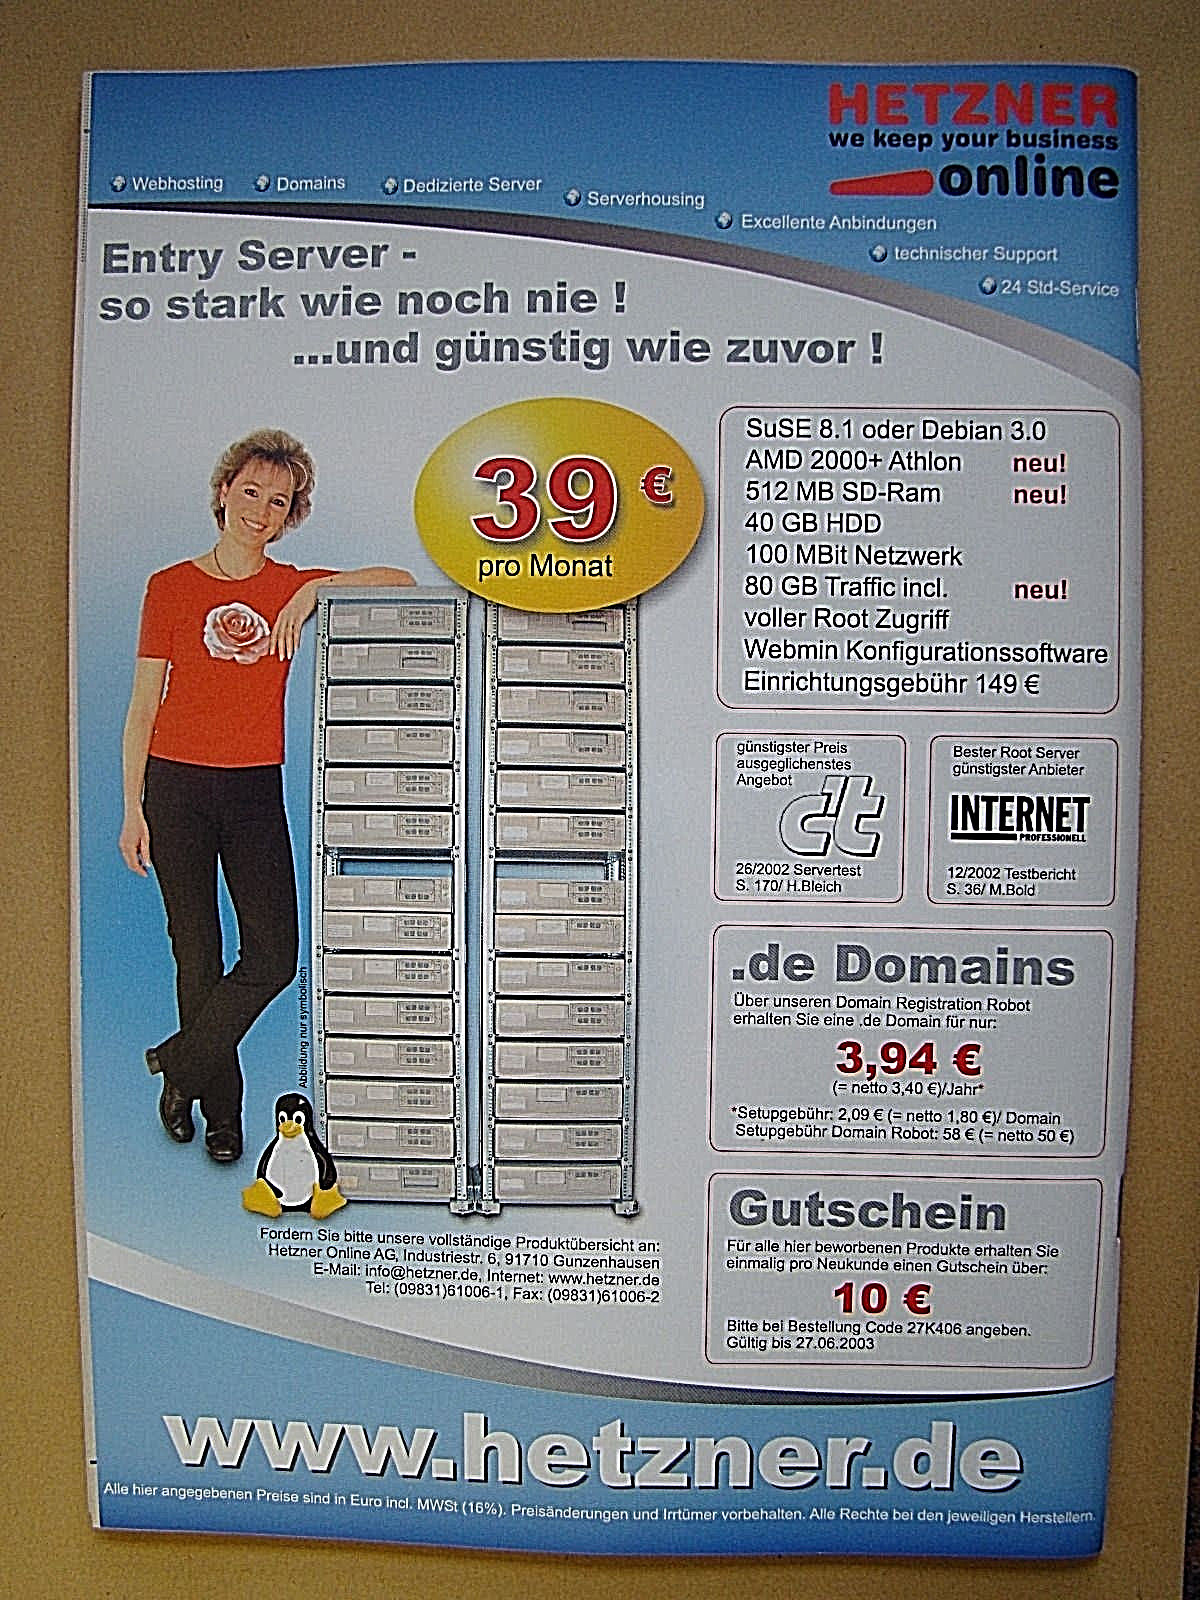 HETZNER
we keep your business
online
Webhosting
Domains
Dedizierte Server
Serverhousing
Excellente Anbindungen
technischer Support
24 Std-Service
Entry Server -
so stark wie noch nie !
...und günstig wie zuvor !
39 €
pro Monat
SuSE 8.1 oder Debian 3.0
AMD 2000+ Athlon neu!
512 MB SD-Ram neu!
40 GB HDD
100 MBit Netzwerk
80 GB Traffic incl. neu!
voller Root Zugriff
Webmin Konfigurationssoftware
Einrichtungsgebühr 149 €
günstigster Preis
ausgeglichenstes
Angebot
c't
26/2002 Servertest
S. 170/ H.Bleich
Bester Root Server
günstigster Anbieter
INTERNET
PROFESSIONELL
12/2002 Testbericht
S. 36/ M.Bold
.de Domains
Über unseren Domain Registration Robot
erhalten Sie eine .de Domain für nur:
3,94 €
(= netto 3,40 €)/Jahr*
*Setupgebühr: 2,09 € (= netto 1,80 €)/ Domain
Setupgebühr Domain Robot: 58 € (= netto 50 €)
Gutschein
Für alle hier beworbenen Produkte erhalten Sie
einmalig pro Neukunde einen Gutschein über:
10 €
Bitte bei Bestellung Code 27K406 angeben.
Gültig bis 27.06.2003
Abbildung nur symbolisch
Fordern Sie bitte unsere vollständige Produktübersicht an:
Hetzner Online AG, Industriestr. 6, 91710 Gunzenhausen
E-Mail: info@hetzner.de, Internet: www.hetzner.de
Tel: (09831)61006-1, Fax: (09831)61006-2
www.hetzner.de
Alle hier angegebenen Preise sind in Euro incl. MWSt (16%). Preisänderungen und Irrtümer vorbehalten. Alle Rechte bei den jeweiligen Herstellern.